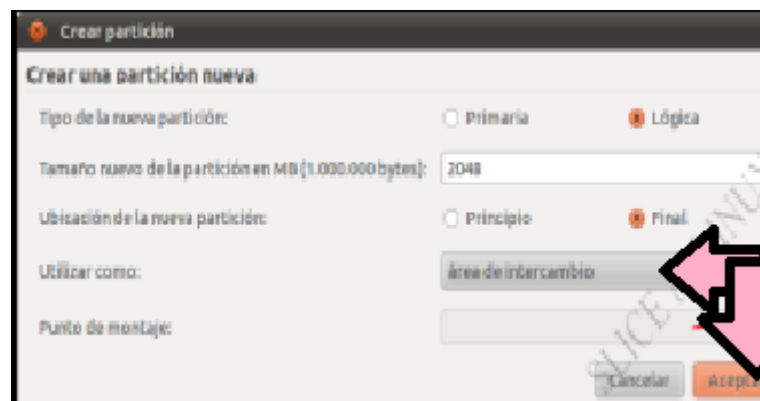 Crear partición
Crear una partición nueva
Tipo de la nueva partición: Primaria Lógica
Tamaño nuevo de la partición en MB (1.000.000 bytes): 2048
Ubicación de la nueva partición: Principio Final
Utilizar como: área de intercambio
Punto de montaje:
Cancelar Acepta
SLICE